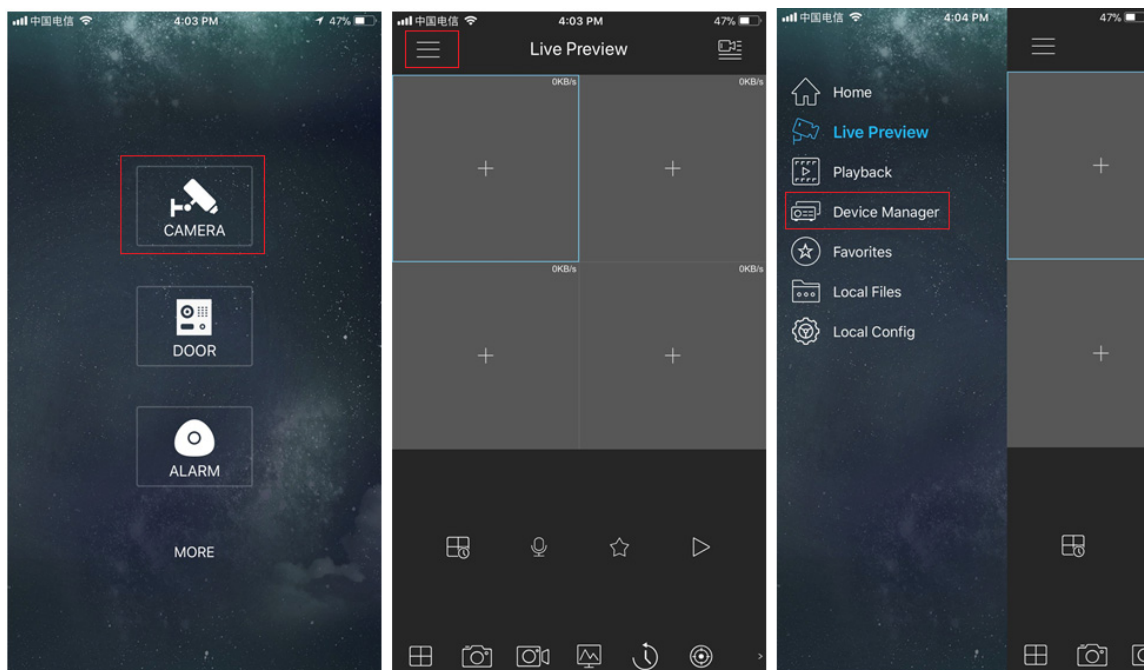 中国电信 4:03 PM 47%
CAMERA
DOOR
ALARM
MORE
中国电信 4:03 PM 47%
Live Preview
0KB/s 0KB/s
0KB/s 0KB/s
中国电信 4:04 PM 47%
Home
Live Preview
Playback
Device Manager
Favorites
Local Files
Local Config